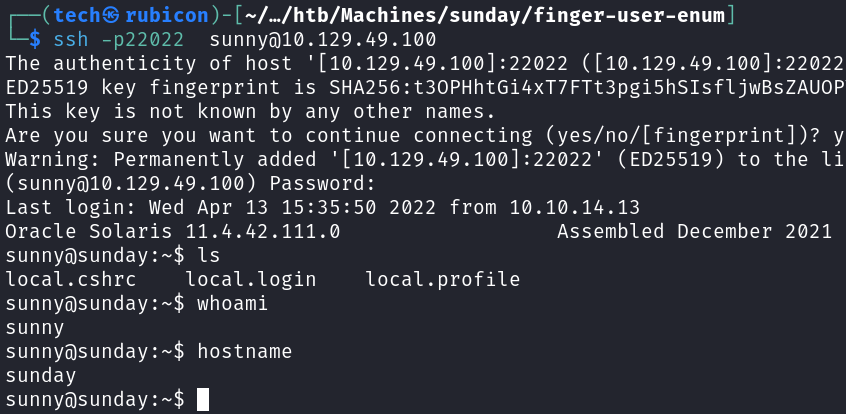 ┌──(tech㉿rubicon)-[~/…/htb/Machines/sunday/finger-user-enum]
└─$ ssh -p22022  sunny@10.129.49.100
The authenticity of host '[10.129.49.100]:22022 ([10.129.49.100]:22022
ED25519 key fingerprint is SHA256:t3OPHhtGi4xT7FTt3pgi5hSIsfljwBsZAUOP
This key is not known by any other names.
Are you sure you want to continue connecting (yes/no/[fingerprint])? y
Warning: Permanently added '[10.129.49.100]:22022' (ED25519) to the li
(sunny@10.129.49.100) Password:
Last login: Wed Apr 13 15:35:50 2022 from 10.10.14.13
Oracle Solaris 11.4.42.111.0                  Assembled December 2021
sunny@sunday:~$ ls
local.cshrc    local.login    local.profile
sunny@sunday:~$ whoami
sunny
sunny@sunday:~$ hostname
sunday
sunny@sunday:~$